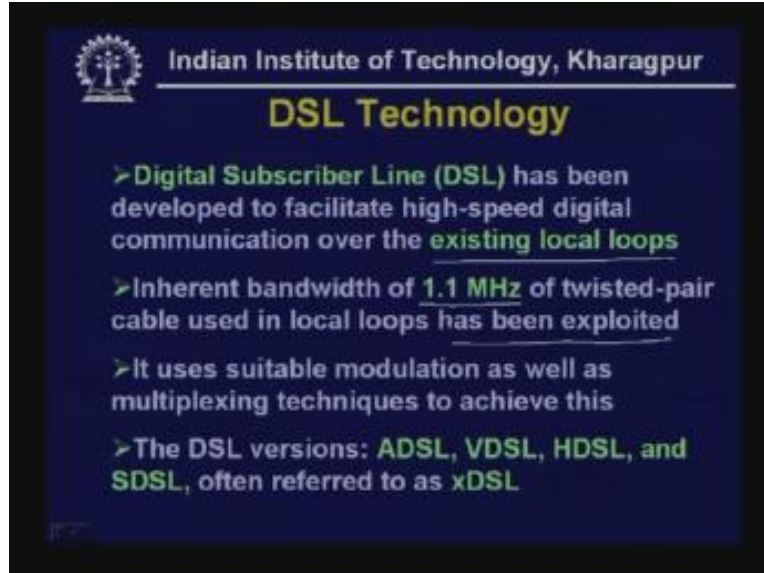 Indian Institute of Technology, Kharagpur
DSL Technology
➢Digital Subscriber Line (DSL) has been
developed to facilitate high-speed digital
communication over the existing local loops
➢Inherent bandwidth of 1.1 MHz of twisted-pair
cable used in local loops has been exploited
➢It uses suitable modulation as well as
multiplexing techniques to achieve this
➢The DSL versions: ADSL, VDSL, HDSL, and
SDSL, often referred to as xDSL